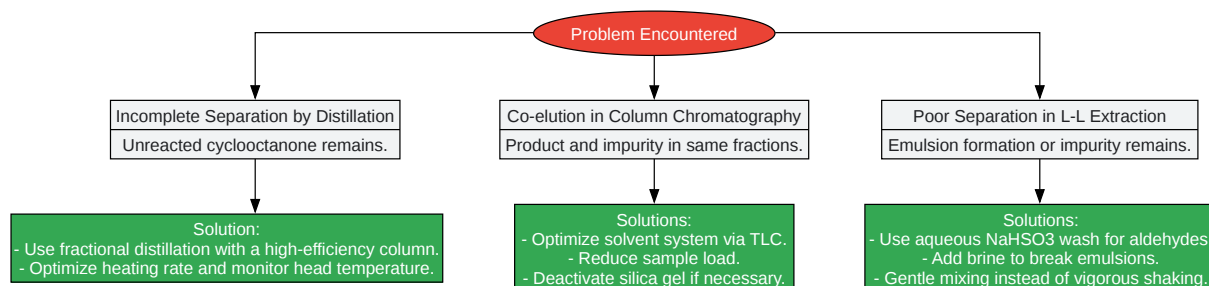 Problem Encountered
Incomplete Separation by Distillation
Unreacted cyclooctanone remains.
Co-elution in Column Chromatography
Product and impurity in same fractions.
Poor Separation in L-L Extraction
Emulsion formation or impurity remains.
Solution:
- Use fractional distillation with a high-efficiency column.
- Optimize heating rate and monitor head temperature.
Solutions:
- Optimize solvent system via TLC.
- Reduce sample load.
- Deactivate silica gel if necessary.
Solutions:
- Use aqueous NaHSO3 wash for aldehydes
- Add brine to break emulsions.
- Gentle mixing instead of vigorous shaking.